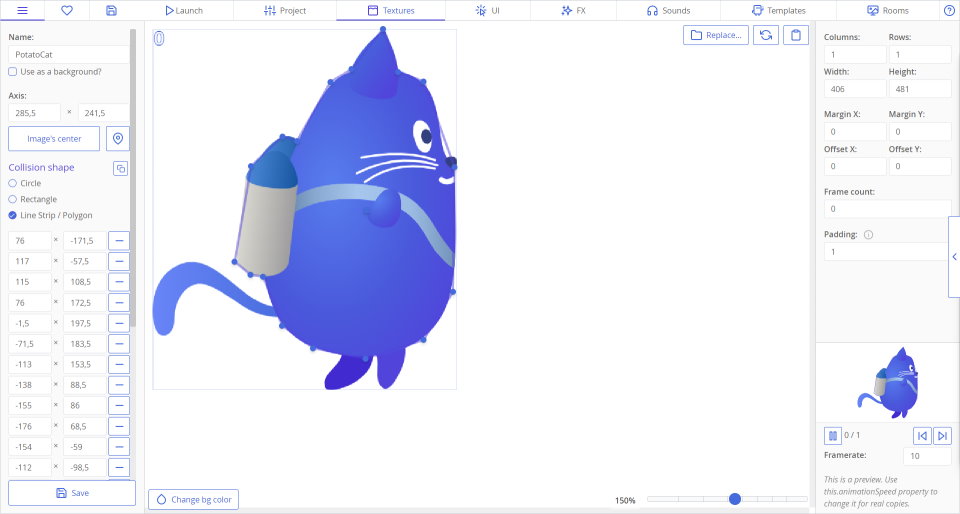 Launch
Project
Textures
UI
FX
Sounds
Templates
Rooms
Name:
PotatoCat
Use as a background?
Axis:
285,5 × 241,5
Image's center
Collision shape
Circle
Rectangle
Line Strip / Polygon
76 × -171,5
117 × -57,5
115 × 108,5
76 × 172,5
-1,5 × 197,5
-71,5 × 183,5
-113 × 153,5
-138 × 88,5
-155 × 86
-176 × 68,5
-154 × -59
-112 × -98,5
Save
0
Replace...
Change bg color
150%
Columns: Rows:
1 1
Width: Height:
406 481
Margin X: Margin Y:
0 0
Offset X: Offset Y:
0 0
Frame count:
0
Padding:
1
0 / 1
Framerate: 10
This is a preview. Use
this.animationSpeed property to
change it for real copies.